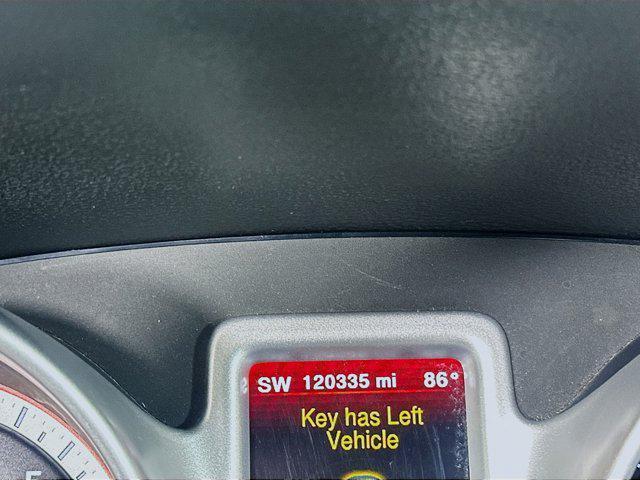 SW 120335 mi 86°
Key has Left
Vehicle